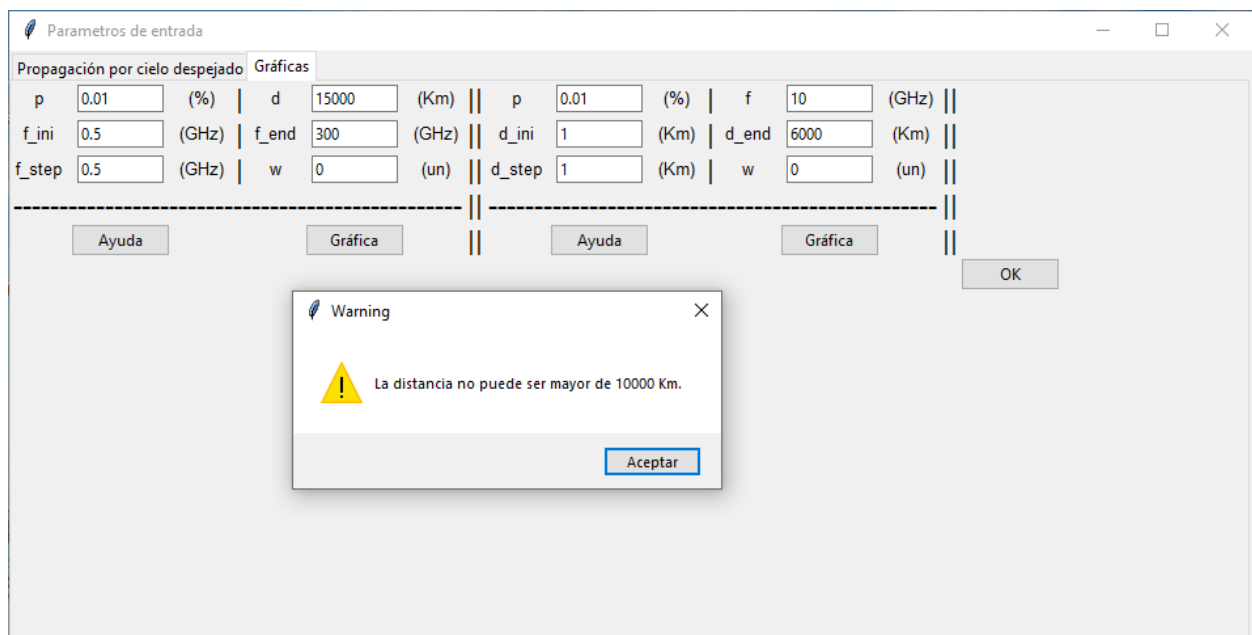 Parametros de entrada
Propagación por cielo despejado Gráficas
p 0.01 (%) | d 15000 (Km) || p 0.01 (%) | f 10 (GHz) ||
f_ini 0.5 (GHz) | f_end 300 (GHz) || d_ini 1 (Km) | d_end 6000 (Km) ||
f_step 0.5 (GHz) | w 0 (un) || d_step 1 (Km) | w 0 (un) ||
------------------------------------------------- || ------------------------------------------------- ||
Ayuda Gráfica || Ayuda Gráfica ||
OK
Warning
! La distancia no puede ser mayor de 10000 Km.
Aceptar